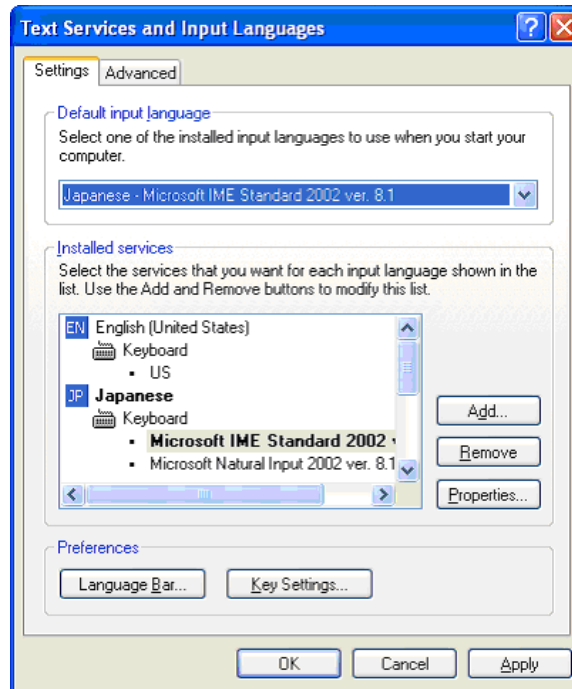 Text Services and Input Languages
Settings
Advanced
Default input language
Select one of the installed input languages to use when you start your
computer.
Japanese - Microsoft IME Standard 2002 ver. 8.1
Installed services
Select the services that you want for each input language shown in the
list. Use the Add and Remove buttons to modify this list.
EN English (United States)
Keyboard
• US
JP Japanese
Keyboard
• Microsoft IME Standard 2002
• Microsoft Natural Input 2002 ver. 8.1
Add...
Remove
Properties...
Preferences
Language Bar...
Key Settings...
OK
Cancel
Apply